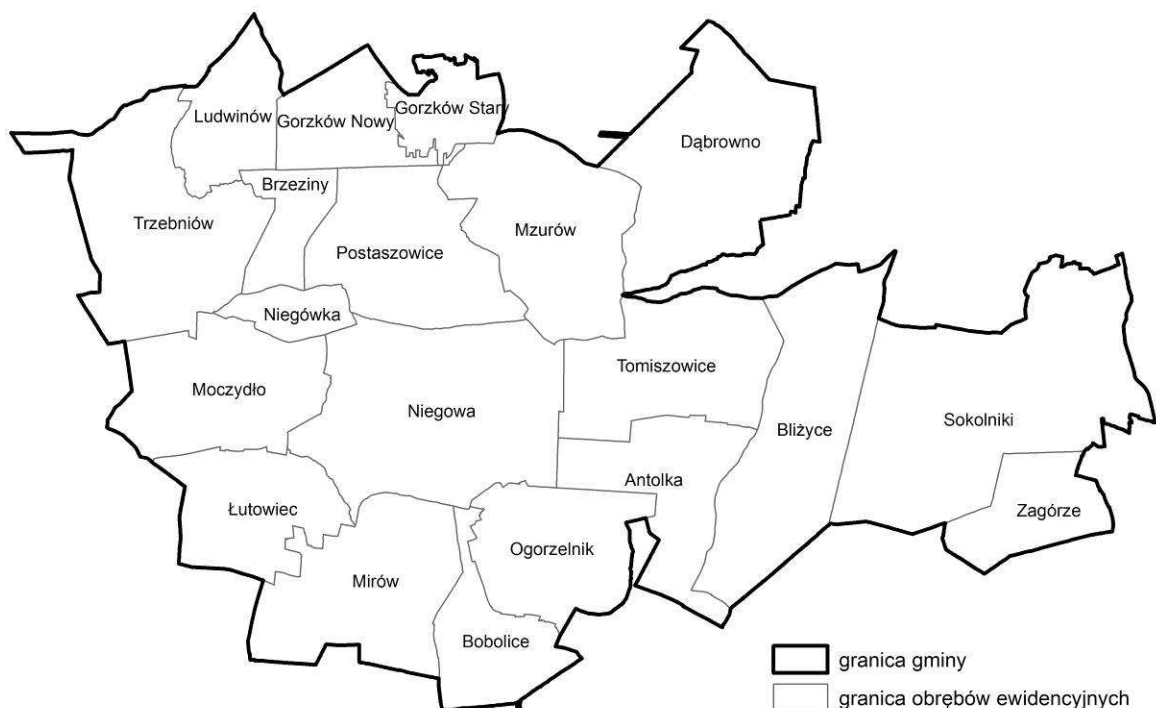 Ludwinów
Gorzków Nowy
Gorzków Stary
Dąbrowno
Brzeziny
Trzebniów
Mzurów
Postaszowice
Niegówka
Tomiszowice
Moczydło
Niegowa
Sokolniki
Bliżyce
Antolka
Łutowiec
Zagórze
Ogorzelnik
Mirów
Bobolice
granica gminy
granica obrębów ewidencyjnych